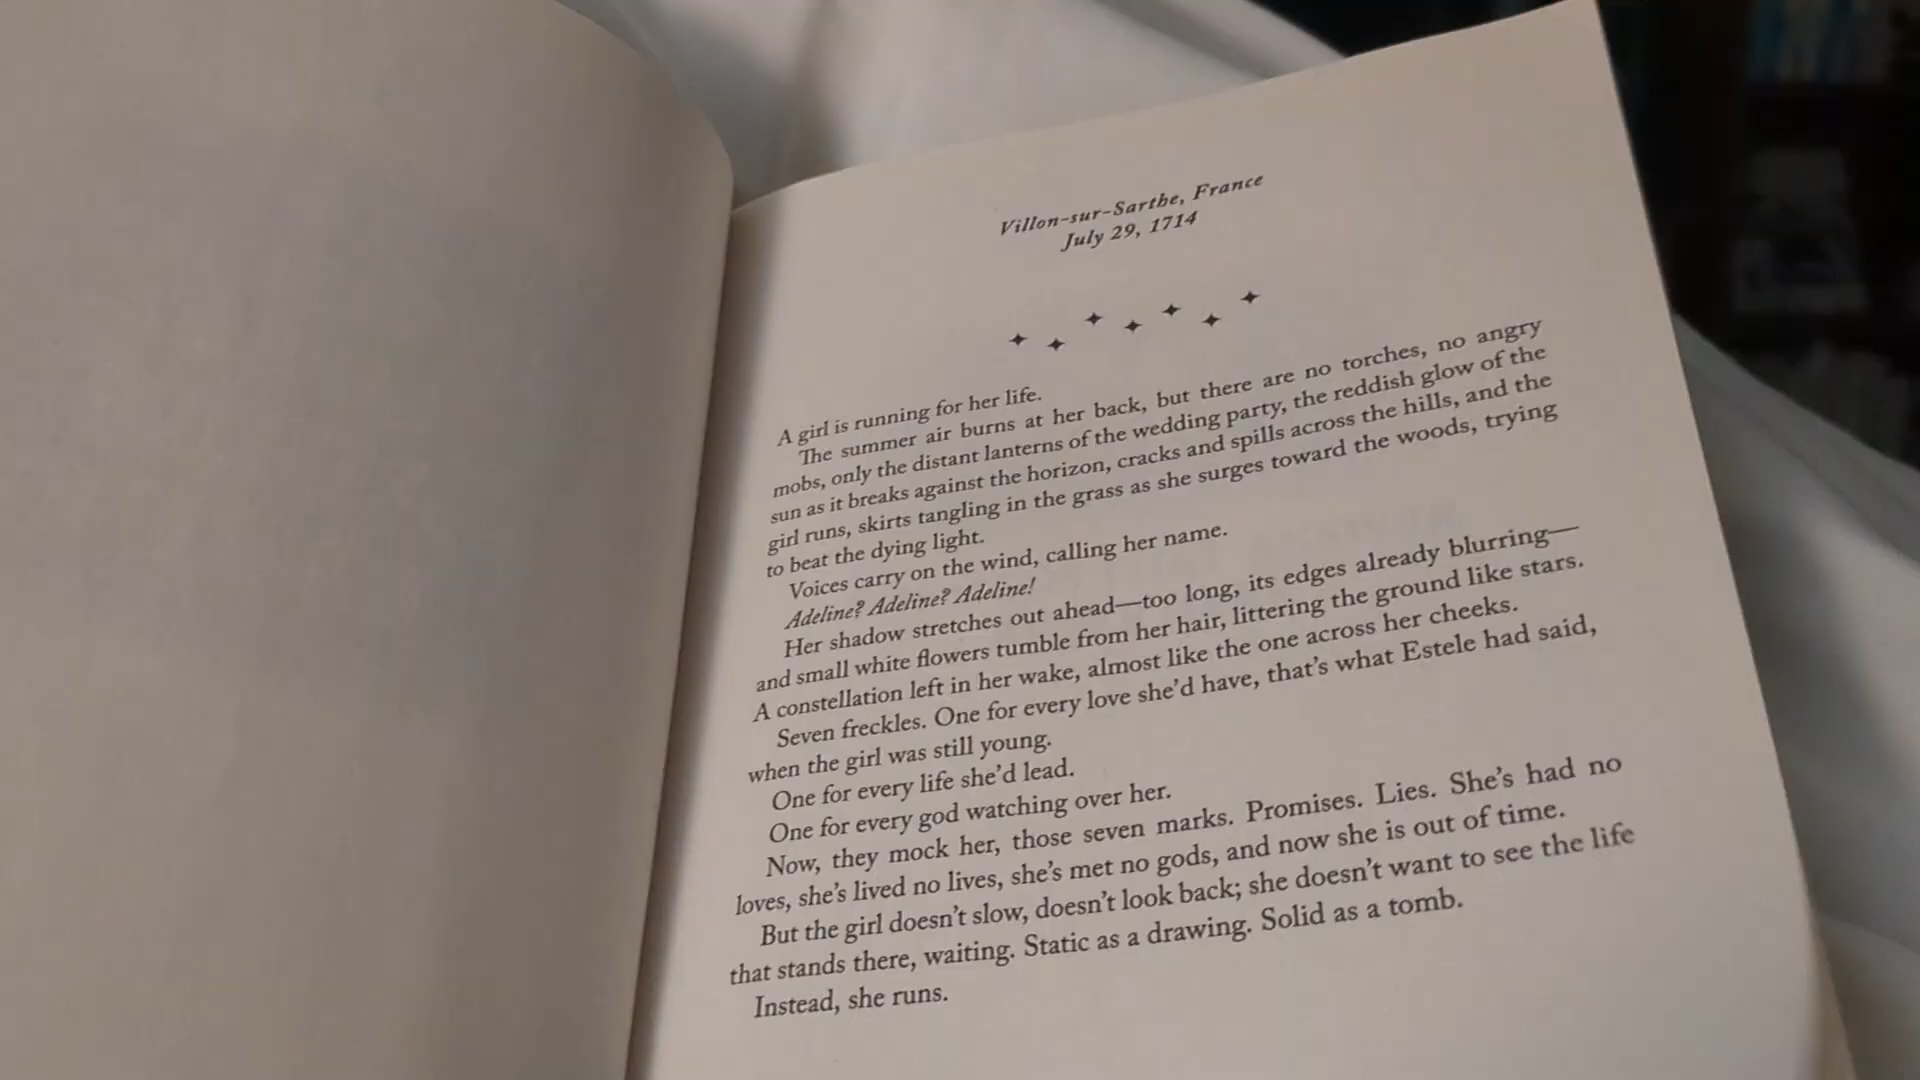 Villon-sur-Sarthe, France
July 29, 1714
A girl is running for her life.
The summer air burns at her back, but there are no torches, no angry
mobs, only the distant lanterns of the wedding party, the reddish glow of the
sun as it breaks against the horizon, cracks and spills across the hills, and the
girl runs, skirts tangling in the grass as she surges toward the woods, trying
to beat the dying light.
Voices carry on the wind, calling her name.
Adeline? Adeline? Adeline!
Her shadow stretches out ahead—too long, its edges already blurring—
and small white flowers tumble from her hair, littering the ground like stars.
A constellation left in her wake, almost like the one across her cheeks.
Seven freckles. One for every love she’d have, that’s what Estele had said,
when the girl was still young.
One for every life she’d lead.
One for every god watching over her.
Now, they mock her, those seven marks. Promises. Lies. She’s had no
loves, she’s lived no lives, she’s met no gods, and now she is out of time.
But the girl doesn’t slow, doesn’t look back; she doesn’t want to see the life
that stands there, waiting. Static as a drawing. Solid as a tomb.
Instead, she runs.